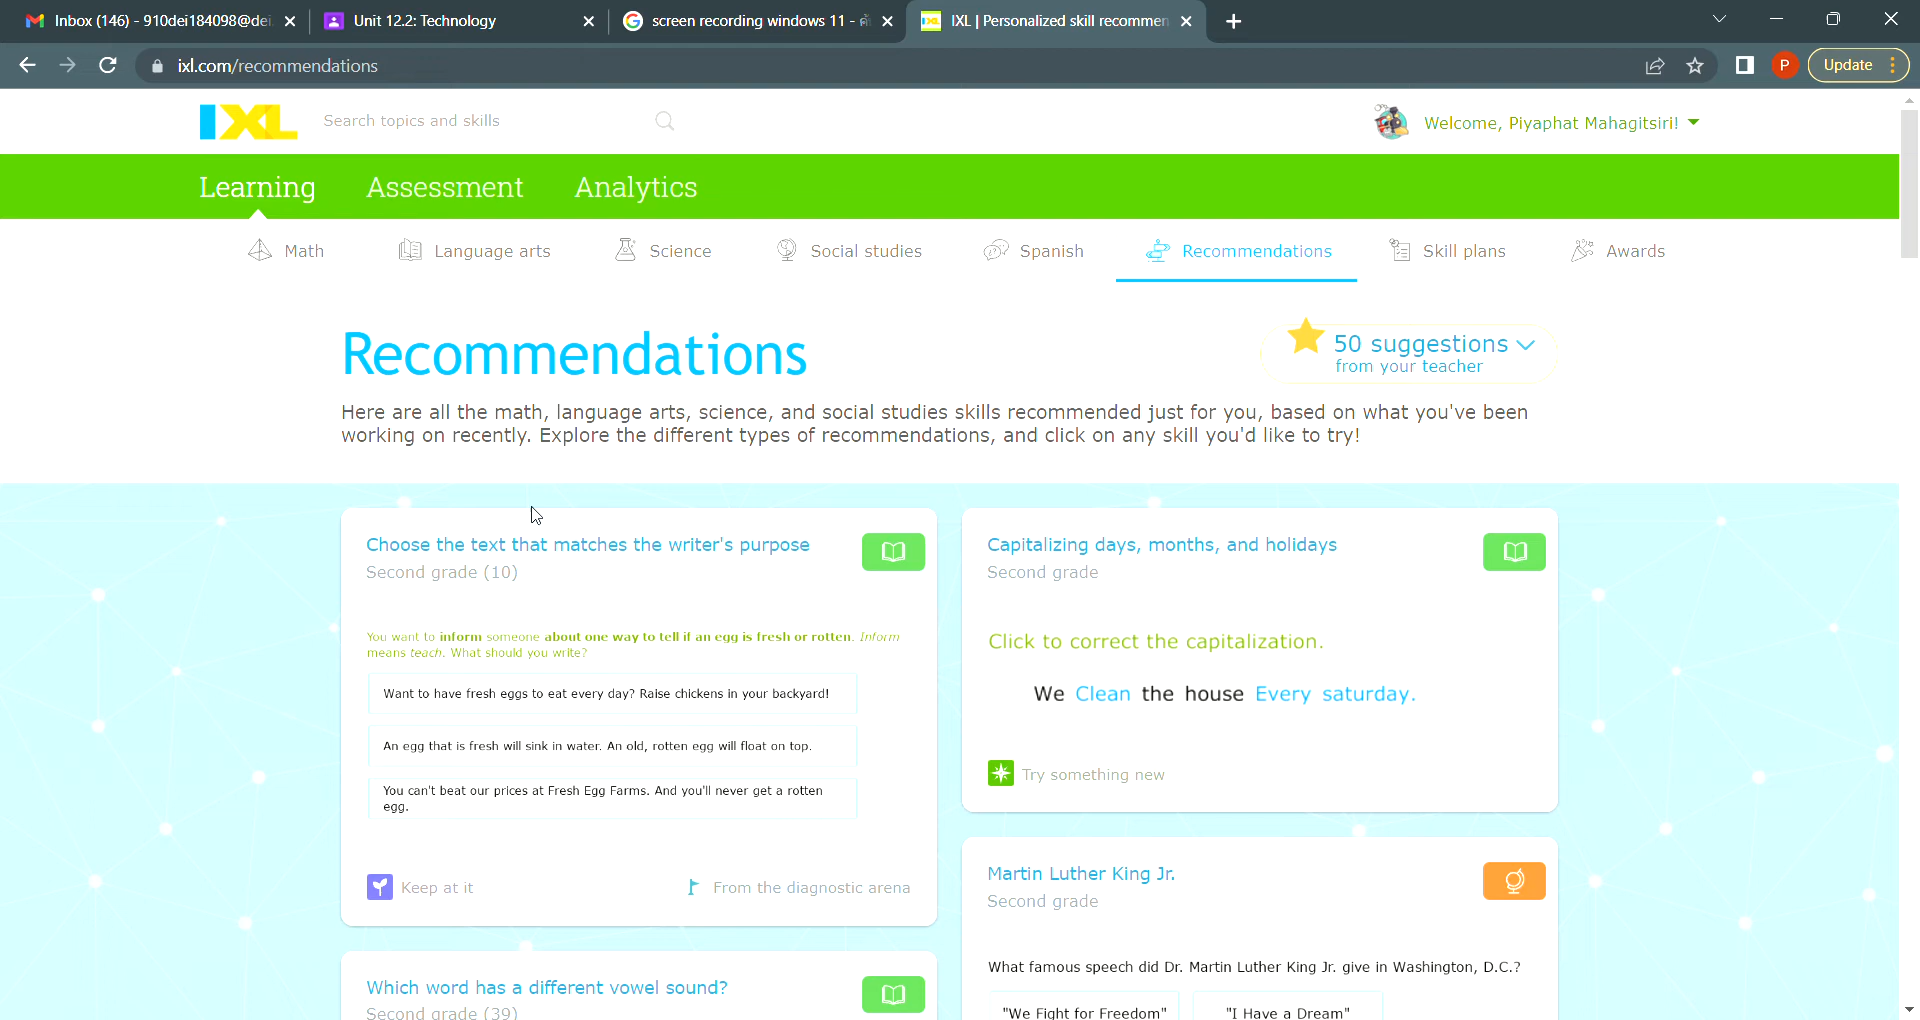 Inbox (146) - 910dei184098@dei.
Unit 12.2: Technology
screen recording windows 11 - ค้
IXL | Personalized skill recommen
ixl.com/recommendations
P
Update
IXL
Search topics and skills
Welcome, Piyaphat Mahagitsiri!
Learning
Assessment
Analytics
Math
Language arts
Science
Social studies
Spanish
Recommendations
Skill plans
Awards
Recommendations
50 suggestions
from your teacher
Here are all the math, language arts, science, and social studies skills recommended just for you, based on what you've been
working on recently. Explore the different types of recommendations, and click on any skill you'd like to try!
Choose the text that matches the writer's purpose
Second grade (10)
You want to inform someone about one way to tell if an egg is fresh or rotten. Inform
means teach. What should you write?
Want to have fresh eggs to eat every day? Raise chickens in your backyard!
An egg that is fresh will sink in water. An old, rotten egg will float on top.
You can't beat our prices at Fresh Egg Farms. And you'll never get a rotten
egg.
Keep at it
From the diagnostic arena
Capitalizing days, months, and holidays
Second grade
Click to correct the capitalization.
We Clean the house Every saturday.
Try something new
Martin Luther King Jr.
Second grade
What famous speech did Dr. Martin Luther King Jr. give in Washington, D.C.?
"We Fight for Freedom"
"I Have a Dream"
Which word has a different vowel sound?
Second grade (39)